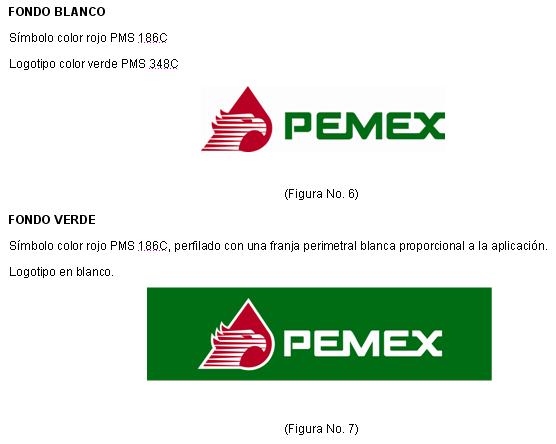 FONDO BLANCO
Símbolo color rojo PMS 186C
Logotipo color verde PMS 348C
PEMEX
(Figura No. 6)
FONDO VERDE
Símbolo color rojo PMS 186C, perfilado con una franja perimetral blanca proporcional a la aplicación.
Logotipo en blanco.
PEMEX
(Figura No. 7)